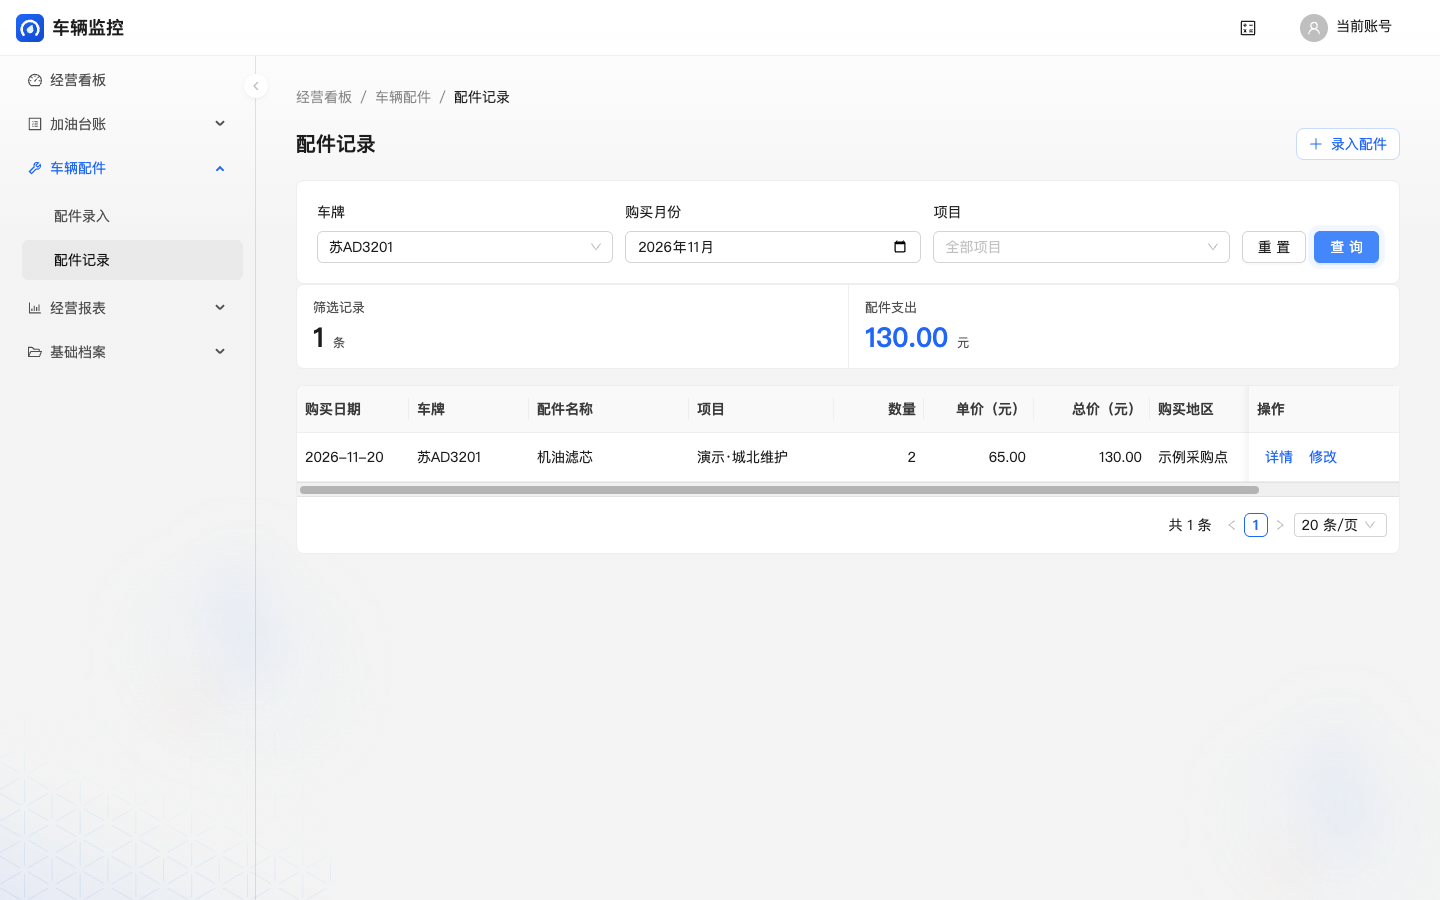 车辆监控
当前账号
经营看板
加油台账
车辆配件
配件录入
配件记录
经营报表
基础档案
经营看板 / 车辆配件 / 配件记录
配件记录
录入配件
车牌 购买月份 项目
苏AD3201 2026年11月 全部项目 重 置 查 询
筛选记录 配件支出
1 条 130.00 元
购买日期 车牌 配件名称 项目 数量 单价（元） 总价（元） 购买地区 操作
2026-11-20 苏AD3201 机油滤芯 演示·城北维护 2 65.00 130.00 示例采购点 详情 修改
共 1 条 1 20 条/页